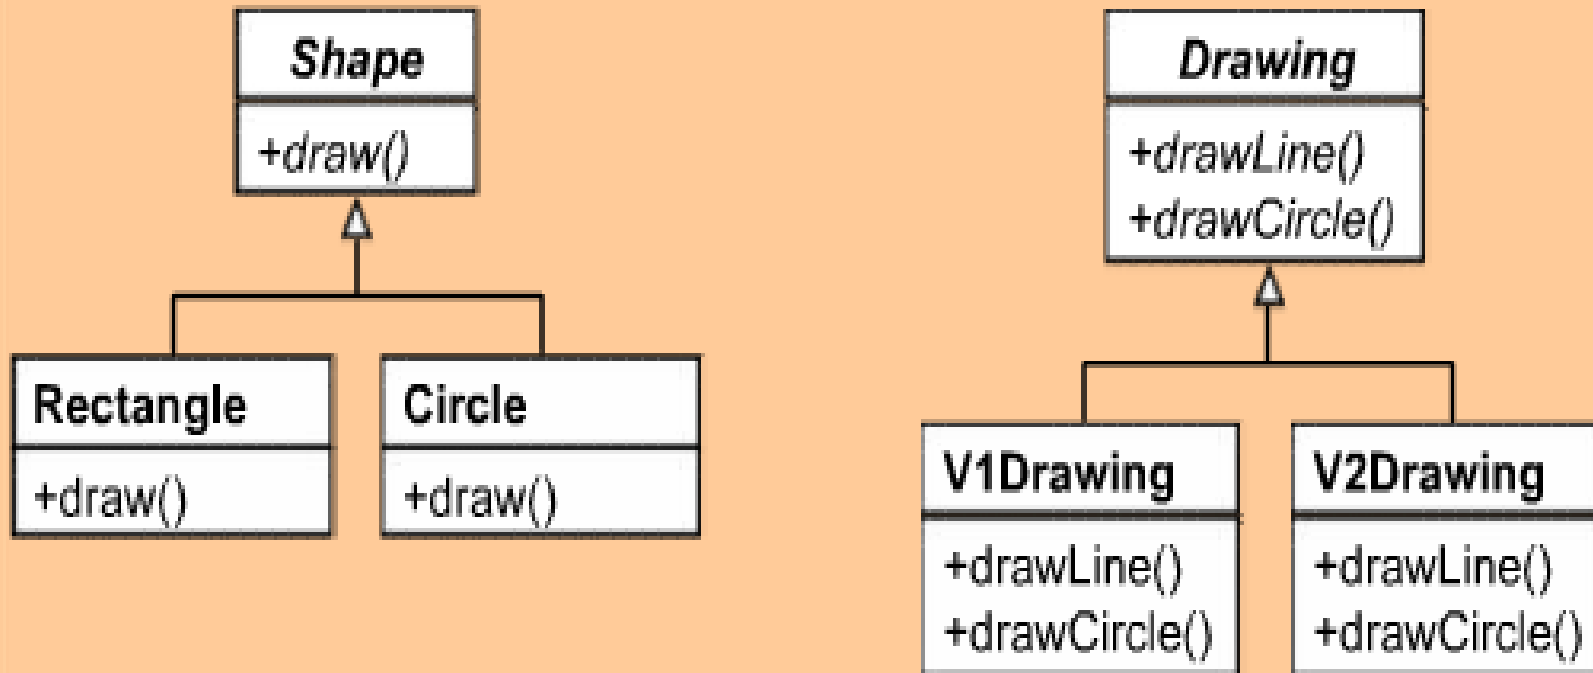 Shape
+draw()
Rectangle
+draw()
Circle
+draw()
Drawing
+drawLine()
+drawCircle()
V1Drawing
+drawLine()
+drawCircle()
V2Drawing
+drawLine()
+drawCircle()